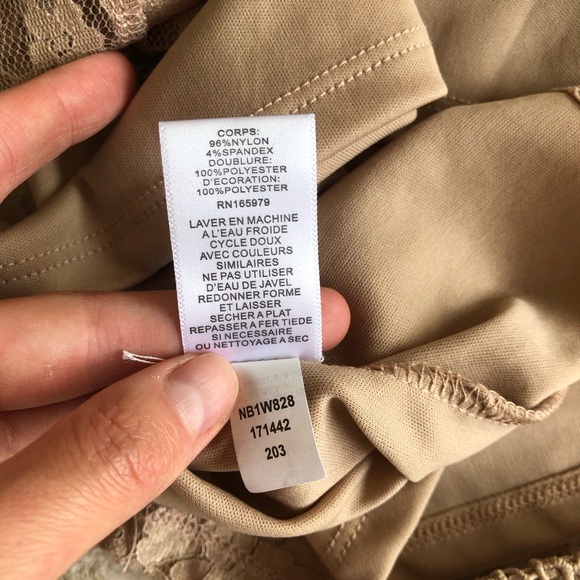 CORPS:
96%NYLON
4%SPANDEX
DOUBLURE:
100%POLYESTER
D'ECORATION:
100%POLYESTER
RN165979
LAVER EN MACHINE
A L'EAU FROIDE
CYCLE DOUX
AVEC COULEURS
SIMILAIRES
NE PAS UTILISER
D'EAU DE JAVEL
REDONNER FORME
ET LAISSER
SECHER A PLAT
REPASSER A FER TIEDE
SI NECESSAIRE
OU NETTOYAGE A SEC
NB1W828
171442
203